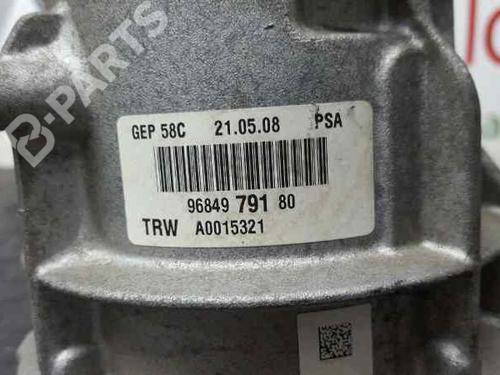 GEP 58C 21.05.08 PSA
96849 791 80
TRW A0015321
B-PARTS